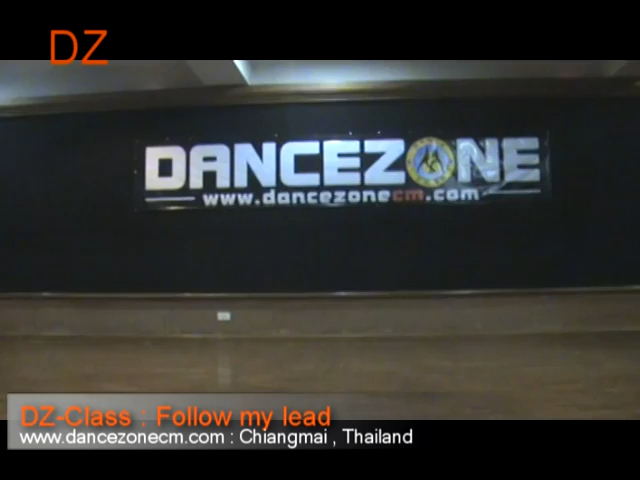 DZ
DANCEZONE
www.dancezonecm.com
DZ-Class : Follow my lead
www.dancezonecm.com : Chiangmai , Thailand